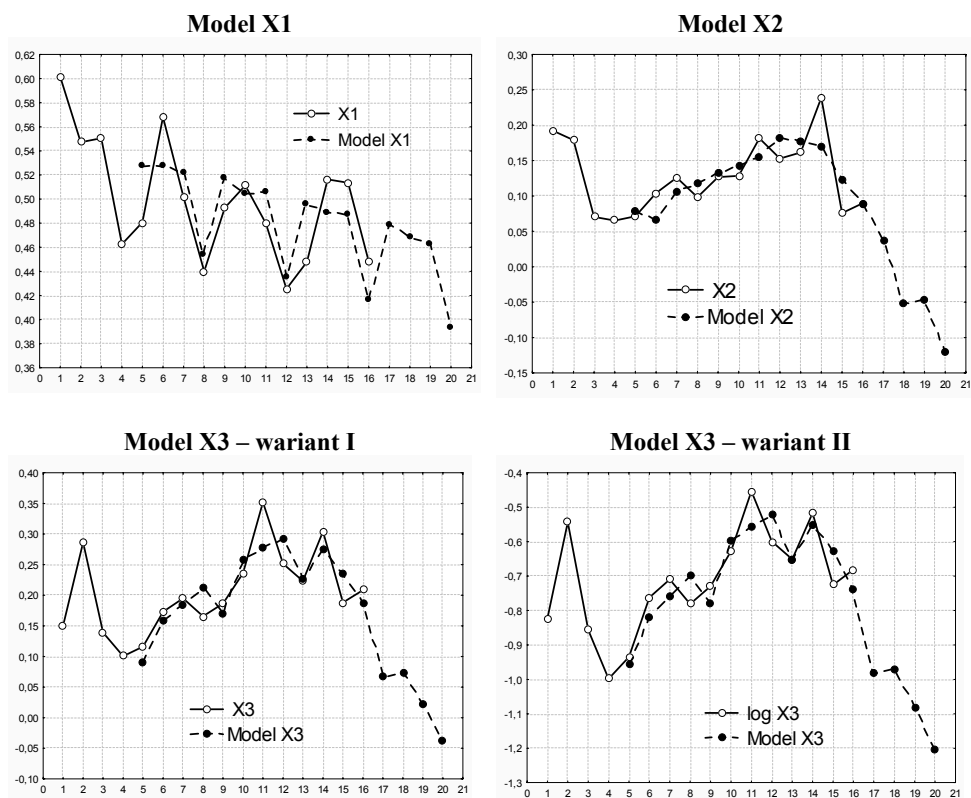 Model X1
0,62
0,60
0,58
0,56
0,54
0,52
0,50
0,48
0,46
0,44
0,42
0,40
0,38
0,36
0 1 2 3 4 5 6 7 8 9 10 11 12 13 14 15 16 17 18 19 20 21
X1
Model X1
Model X2
0,30
0,25
0,20
0,15
0,10
0,05
0,00
-0,05
-0,10
-0,15
0 1 2 3 4 5 6 7 8 9 10 11 12 13 14 15 16 17 18 19 20 21
X2
Model X2
Model X3 – wariant I
0,40
0,35
0,30
0,25
0,20
0,15
0,10
0,05
0,00
-0,05
-0,10
0 1 2 3 4 5 6 7 8 9 10 11 12 13 14 15 16 17 18 19 20 21
X3
Model X3
Model X3 – wariant II
-0,4
-0,5
-0,6
-0,7
-0,8
-0,9
-1,0
-1,1
-1,2
-1,3
0 1 2 3 4 5 6 7 8 9 10 11 12 13 14 15 16 17 18 19 20 21
log X3
Model X3